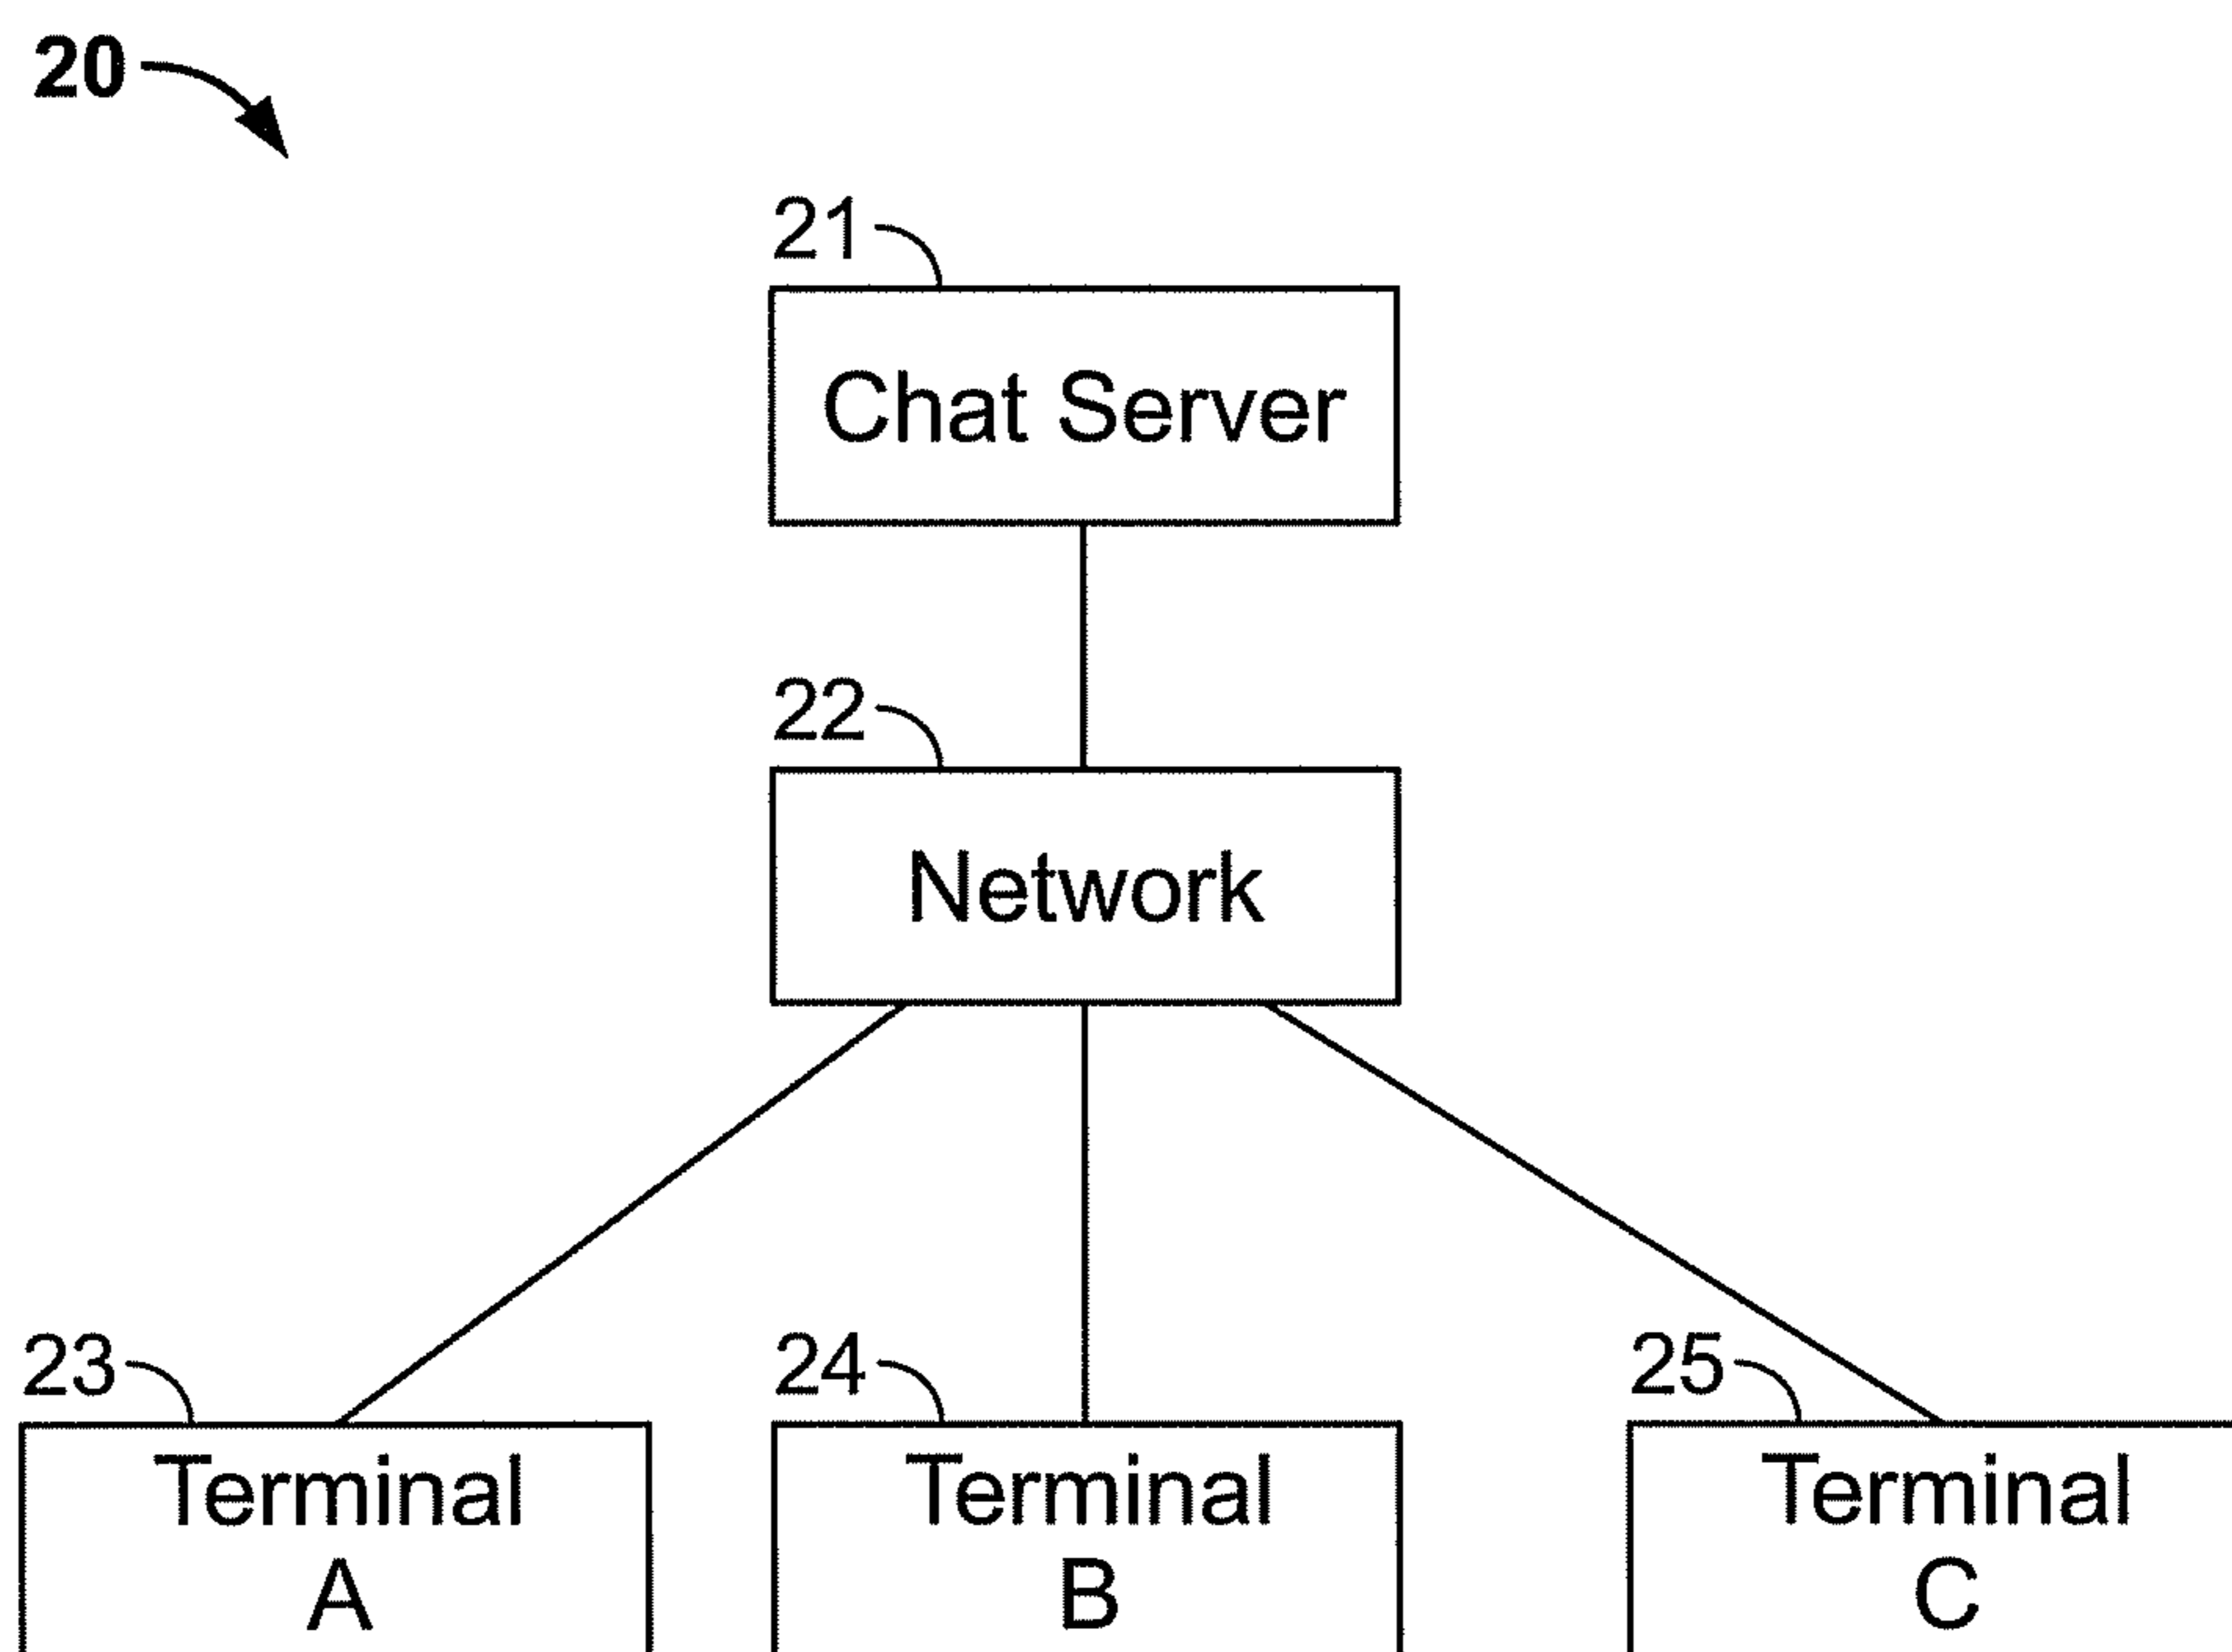 20
21
Chat Server
22
Network
23
24
25
Terminal
A
Terminal
B
Terminal
C